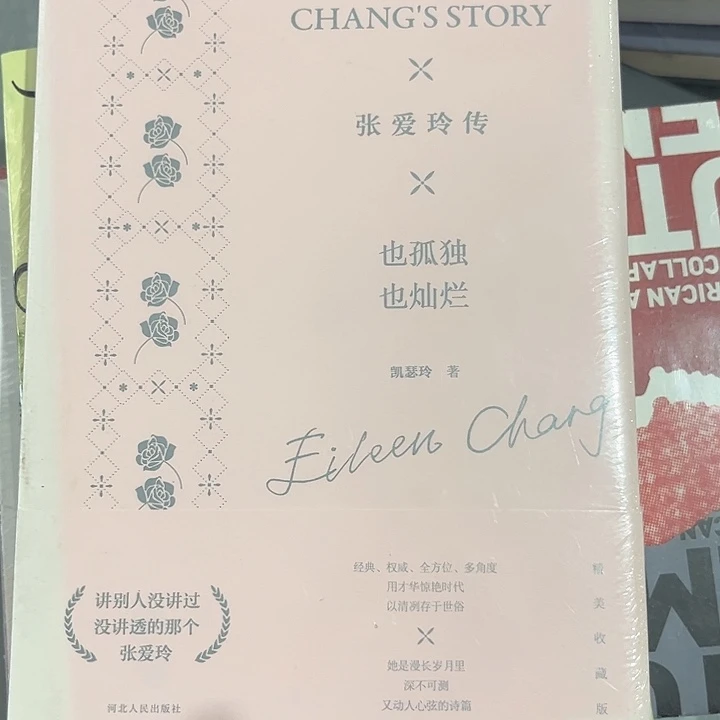 CHANG'S STORY
张爱玲传
也孤独
也灿烂
凯瑟玲 著
Eileen Chang
经典、权威、全方位、多角度
用才华惊艳时代
以清冽存于世俗
她是漫长岁月里
深不可测
又动人心弦的诗篇
精美收藏版
讲别人没讲过
没讲透的那个
张爱玲
河北人民出版社
RICAN A
COLLAP